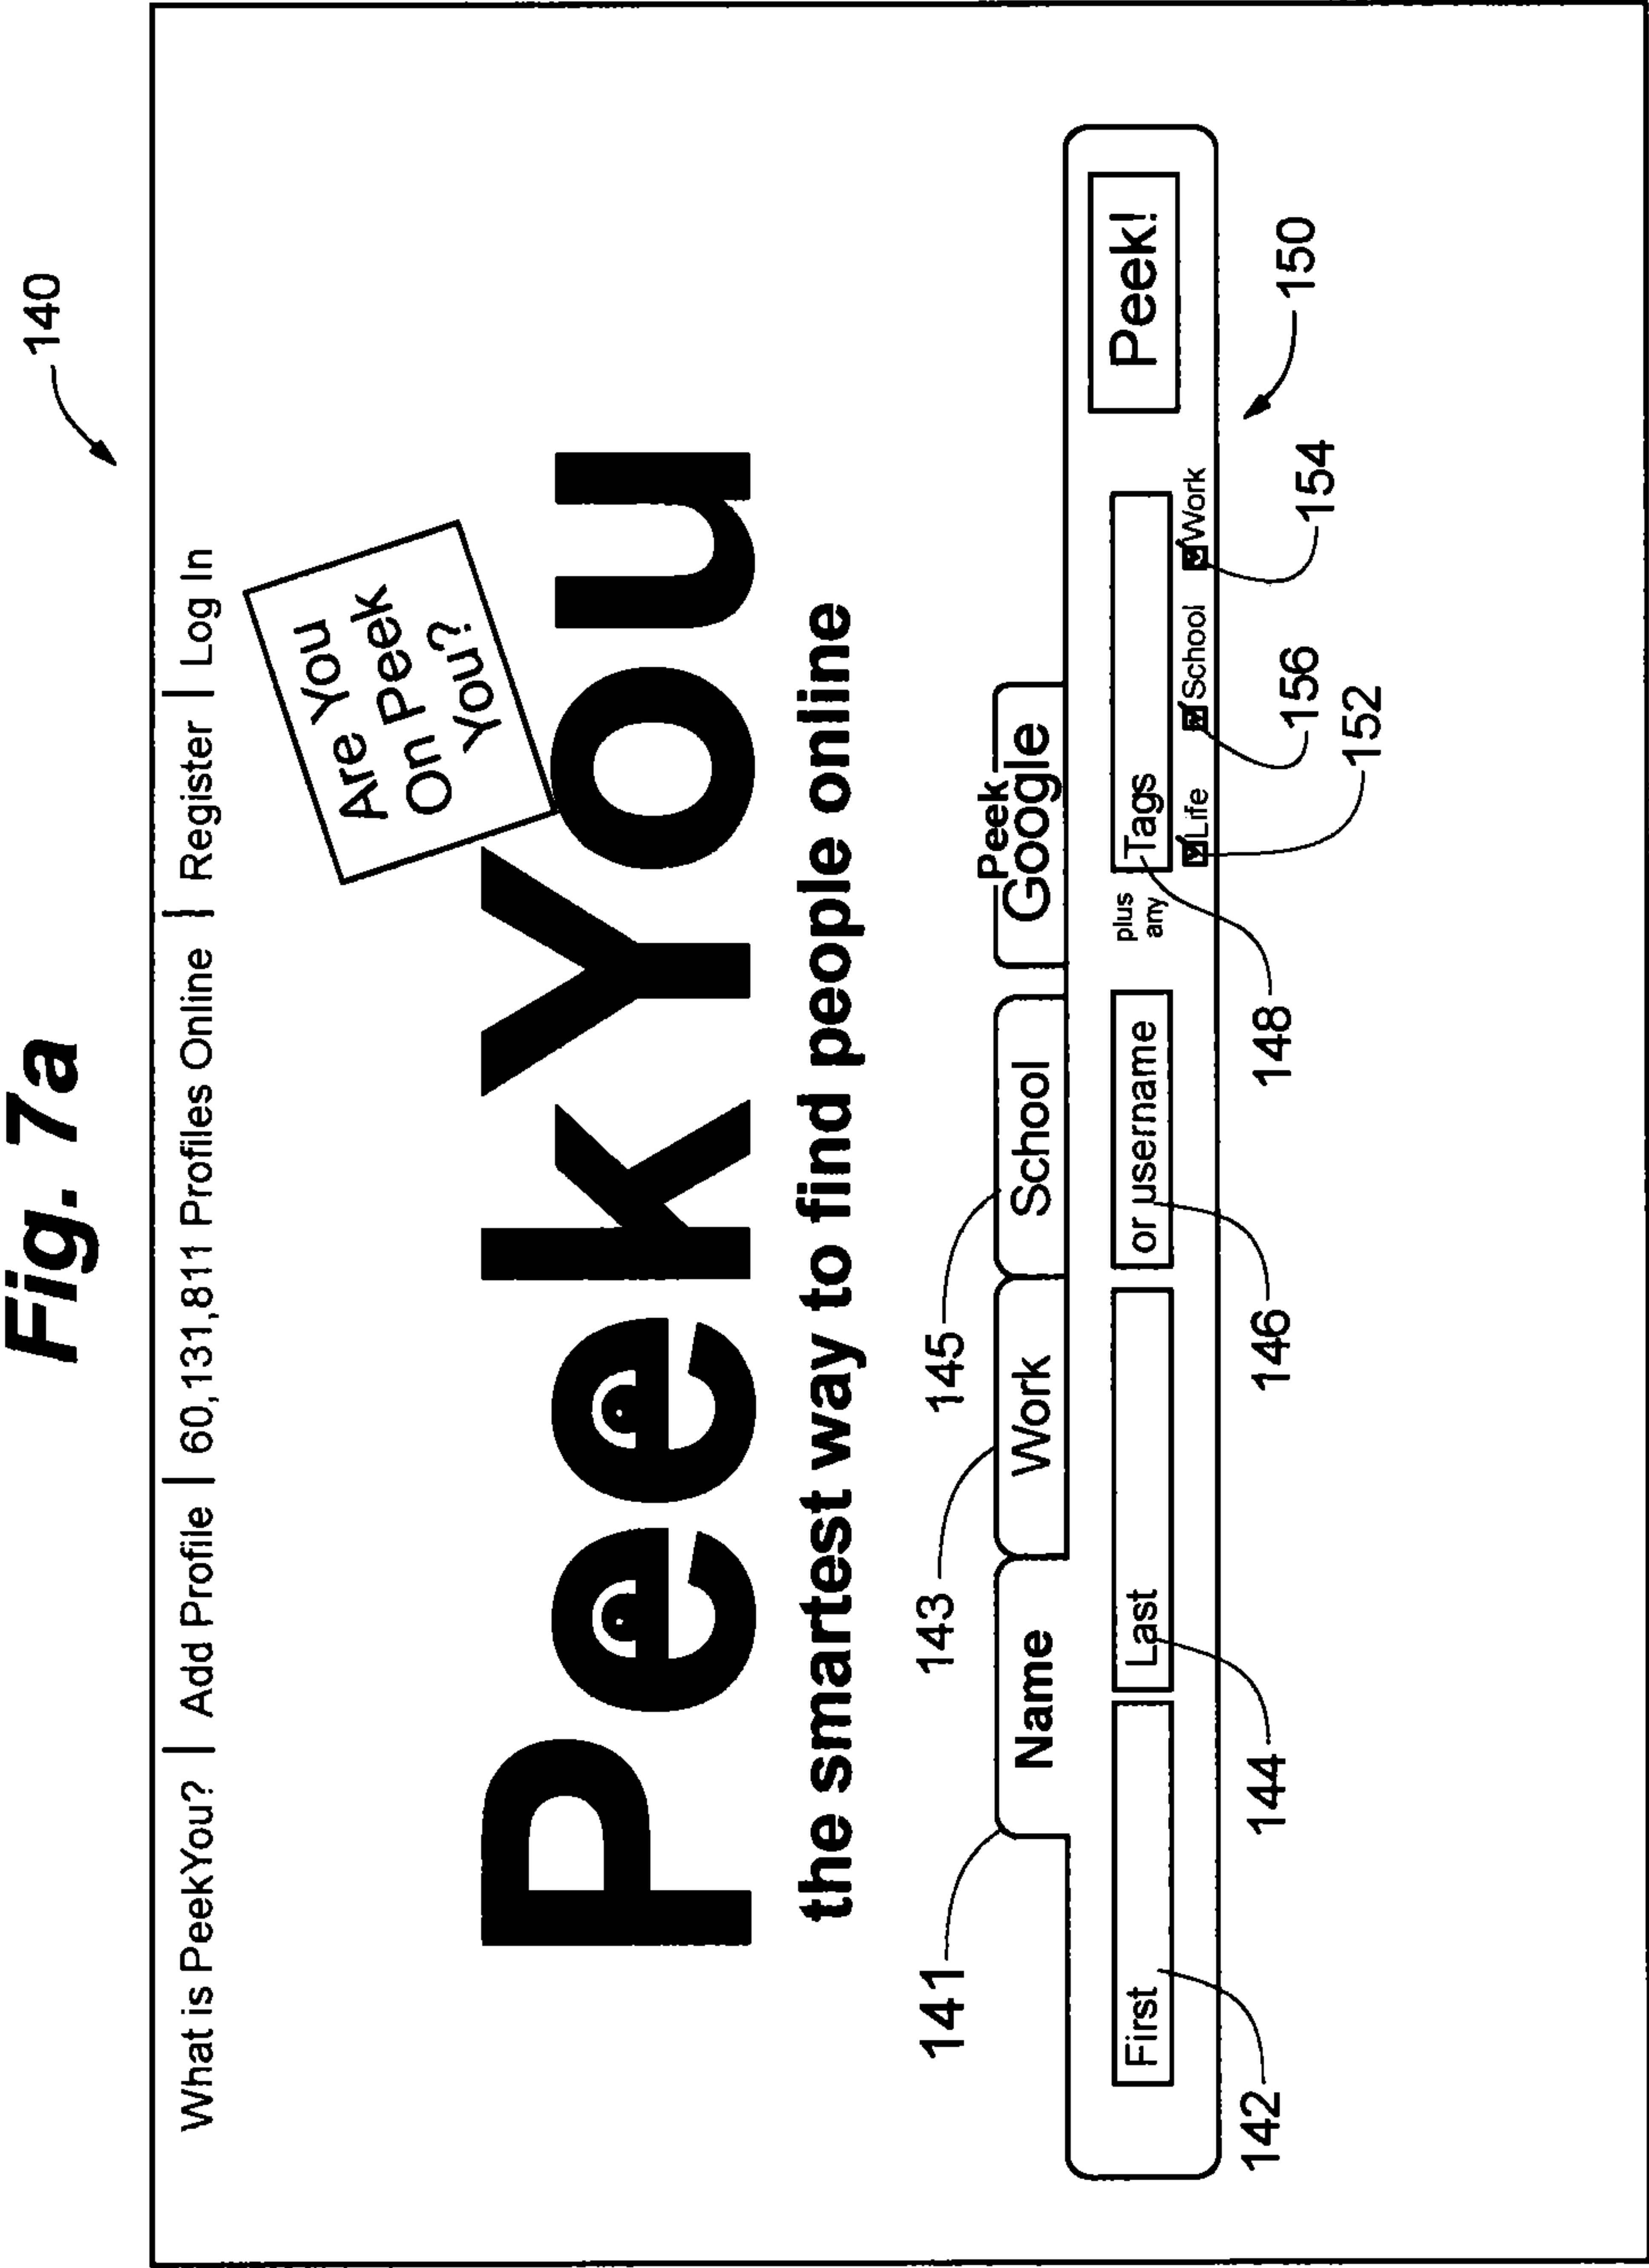 Fig. 7a
140
What is PeekYou? | Add Profile | 60,131,811 Profiles Online | Register | Log In
Are You
On Peek
You?
PeekYou
the smartest way to find people online
141
143
145
Name
Work
School
Peek
Google
First
Last
or username
plus
any
Tags
Peek!
Life
School
Work
142
144
146
148
152
156
154
150